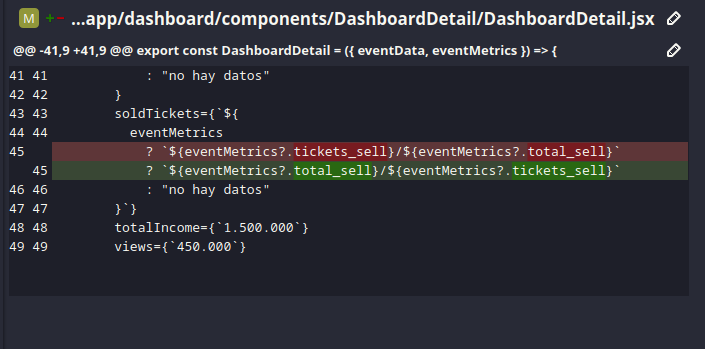 M +- ...app/dashboard/components/DashboardDetail/DashboardDetail.jsx
@@ -41,9 +41,9 @@ export const DashboardDetail = ({ eventData, eventMetrics }) => {
41 41 : "no hay datos"
42 42 }
43 43 soldTickets={`${
44 44 eventMetrics
45 ? `${eventMetrics?.tickets_sell}/${eventMetrics?.total_sell}`
45 ? `${eventMetrics?.total_sell}/${eventMetrics?.tickets_sell}`
46 46 : "no hay datos"
47 47 }`}
48 48 totalIncome={`1.500.000`}
49 49 views={`450.000`}